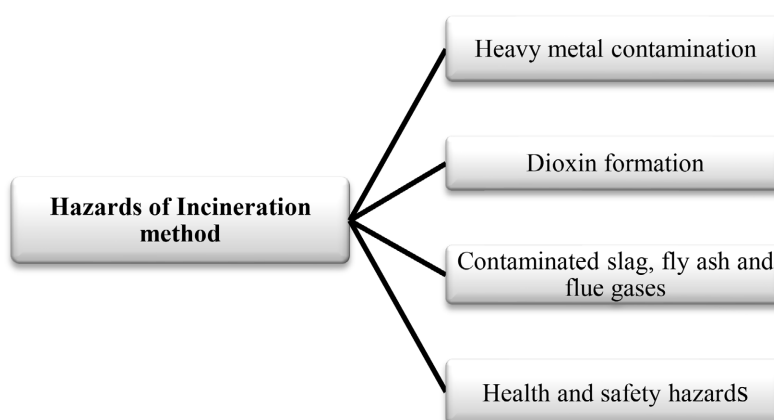 Heavy metal contamination
Dioxin formation
Hazards of Incineration
method
Contaminated slag, fly ash and
flue gases
Health and safety hazards